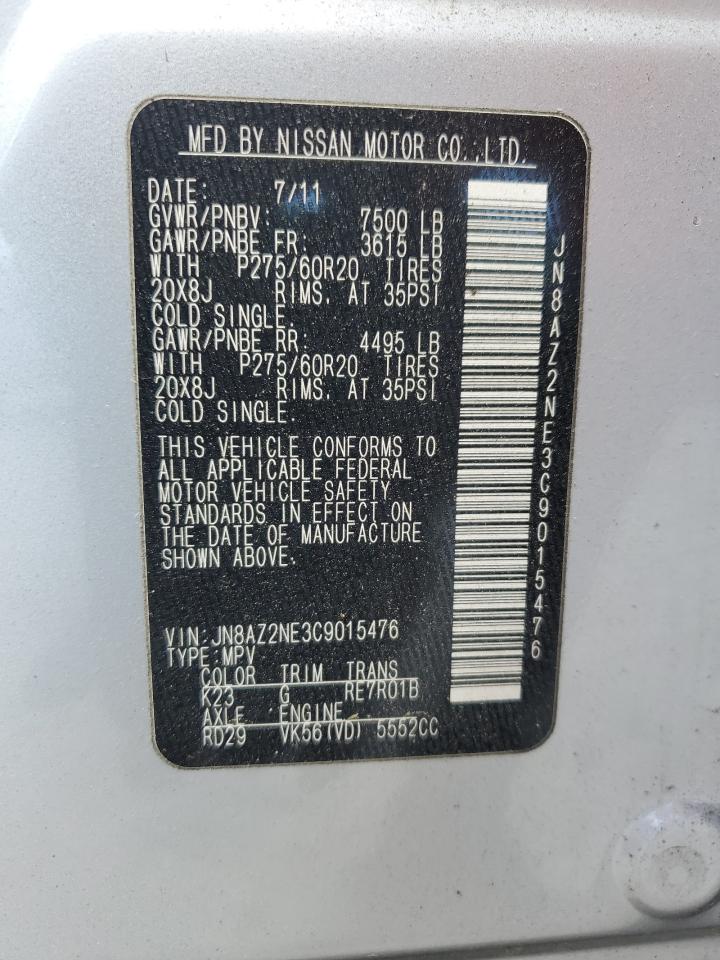 MFD BY NISSAN MOTOR CO.,LTD.
DATE: 7/11
GVWR/PNBV: 7500 LB
GAWR/PNBE FR: 3615 LB
WITH P275/60R20 TIRES
20X8J RIMS. AT 35PSI
COLD SINGLE.
GAWR/PNBE RR: 4495 LB
WITH P275/60R20 TIRES
20X8J RIMS. AT 35PSI
COLD SINGLE.
THIS VEHICLE CONFORMS TO
ALL APPLICABLE FEDERAL
MOTOR VEHICLE SAFETY
STANDARDS IN EFFECT ON
THE DATE OF MANUFACTURE
SHOWN ABOVE.
VIN:JN8AZ2NE3C9015476
TYPE:MPV
COLOR TRIM TRANS
K23 G RE7R01B
AXLE ENGINE
RD29 VK56(VD) 5552CC
JN8AZ2NE3C9015476